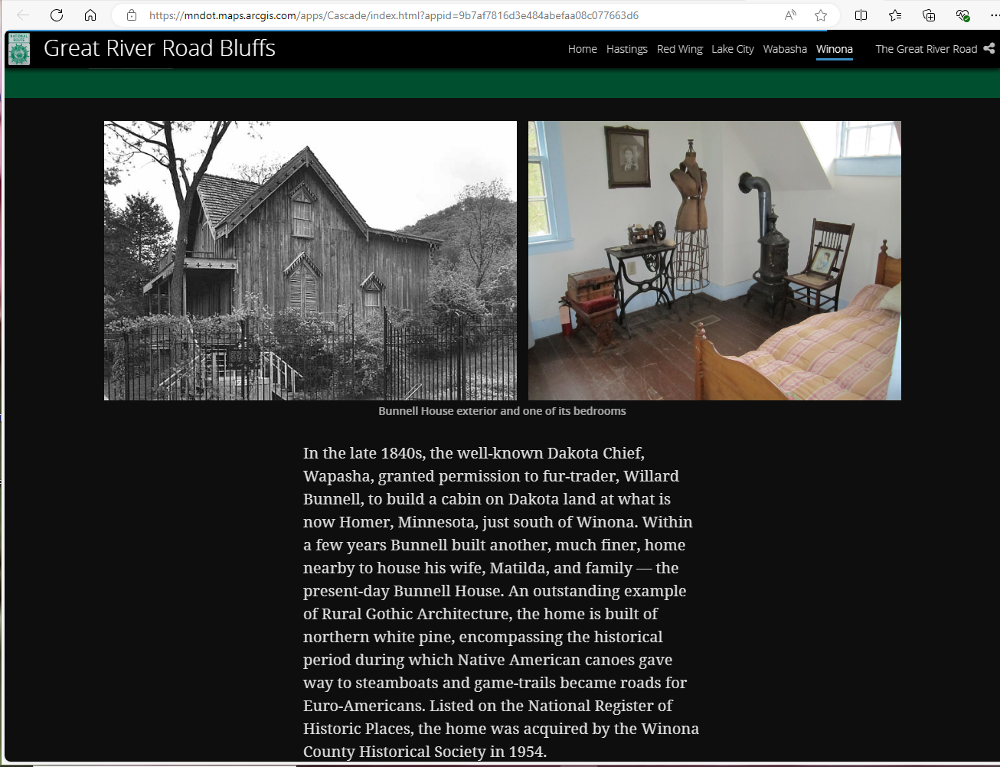 https://mndot.maps.arcgis.com/apps/Cascade/index.html?appid=9b7af7816d3e484abefaa08c077663d6
NATIONAL
ROUTE
Great River Road Bluffs
Home Hastings Red Wing Lake City Wabasha Winona The Great River Road
Bunnell House exterior and one of its bedrooms
In the late 1840s, the well-known Dakota Chief,
Wapasha, granted permission to fur-trader, Willard
Bunnell, to build a cabin on Dakota land at what is
now Homer, Minnesota, just south of Winona. Within
a few years Bunnell built another, much finer, home
nearby to house his wife, Matilda, and family — the
present-day Bunnell House. An outstanding example
of Rural Gothic Architecture, the home is built of
northern white pine, encompassing the historical
period during which Native American canoes gave
way to steamboats and game-trails became roads for
Euro-Americans. Listed on the National Register of
Historic Places, the home was acquired by the Winona
County Historical Society in 1954.